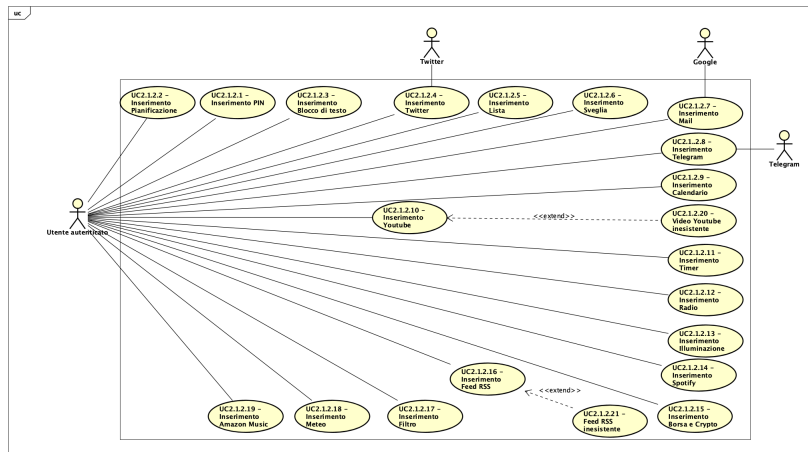 uc
Twitter
Google
UC2.1.2.2 –
Inserimento
Pianificazione
UC2.1.2.1 –
Inserimento PIN
UC2.1.2.3 –
Inserimento
Blocco di testo
UC2.1.2.4 –
Inserimento
Twitter
UC2.1.2.5 –
Inserimento
Lista
UC2.1.2.6 –
Inserimento
Sveglia
UC2.1.2.7 –
Inserimento
Mail
UC2.1..2.8 –
Inserimento
Telegram
Telegram
UC2.1.2.9 –
Inserimento
Calendario
Utente autenticato
UC2.1.2.10 –
Inserimento
Youtube
<<extend>>
UC2.1.2.20 –
Video Youtube
inesistente
UC2.1.2.11 –
Inserimento
Timer
UC2.1.2.12 –
Inserimento
Radio
UC2.1.2.13 –
Inserimento
Illuminazione
UC2.1.2.14 –
Inserimento
Spotify
UC2.1.2.16 –
Inserimento
Feed RSS
<<extend>>
UC2.1.2.19 –
Inserimento
Amazon Music
UC2.1.2.18 –
Inserimento
Meteo
UC2.1.2.17 –
Inserimento
Filtro
UC2.1.2.21 –
Feed RSS
inesistente
UC2.1.2.15 –
Inserimento
Borsa e Crypto